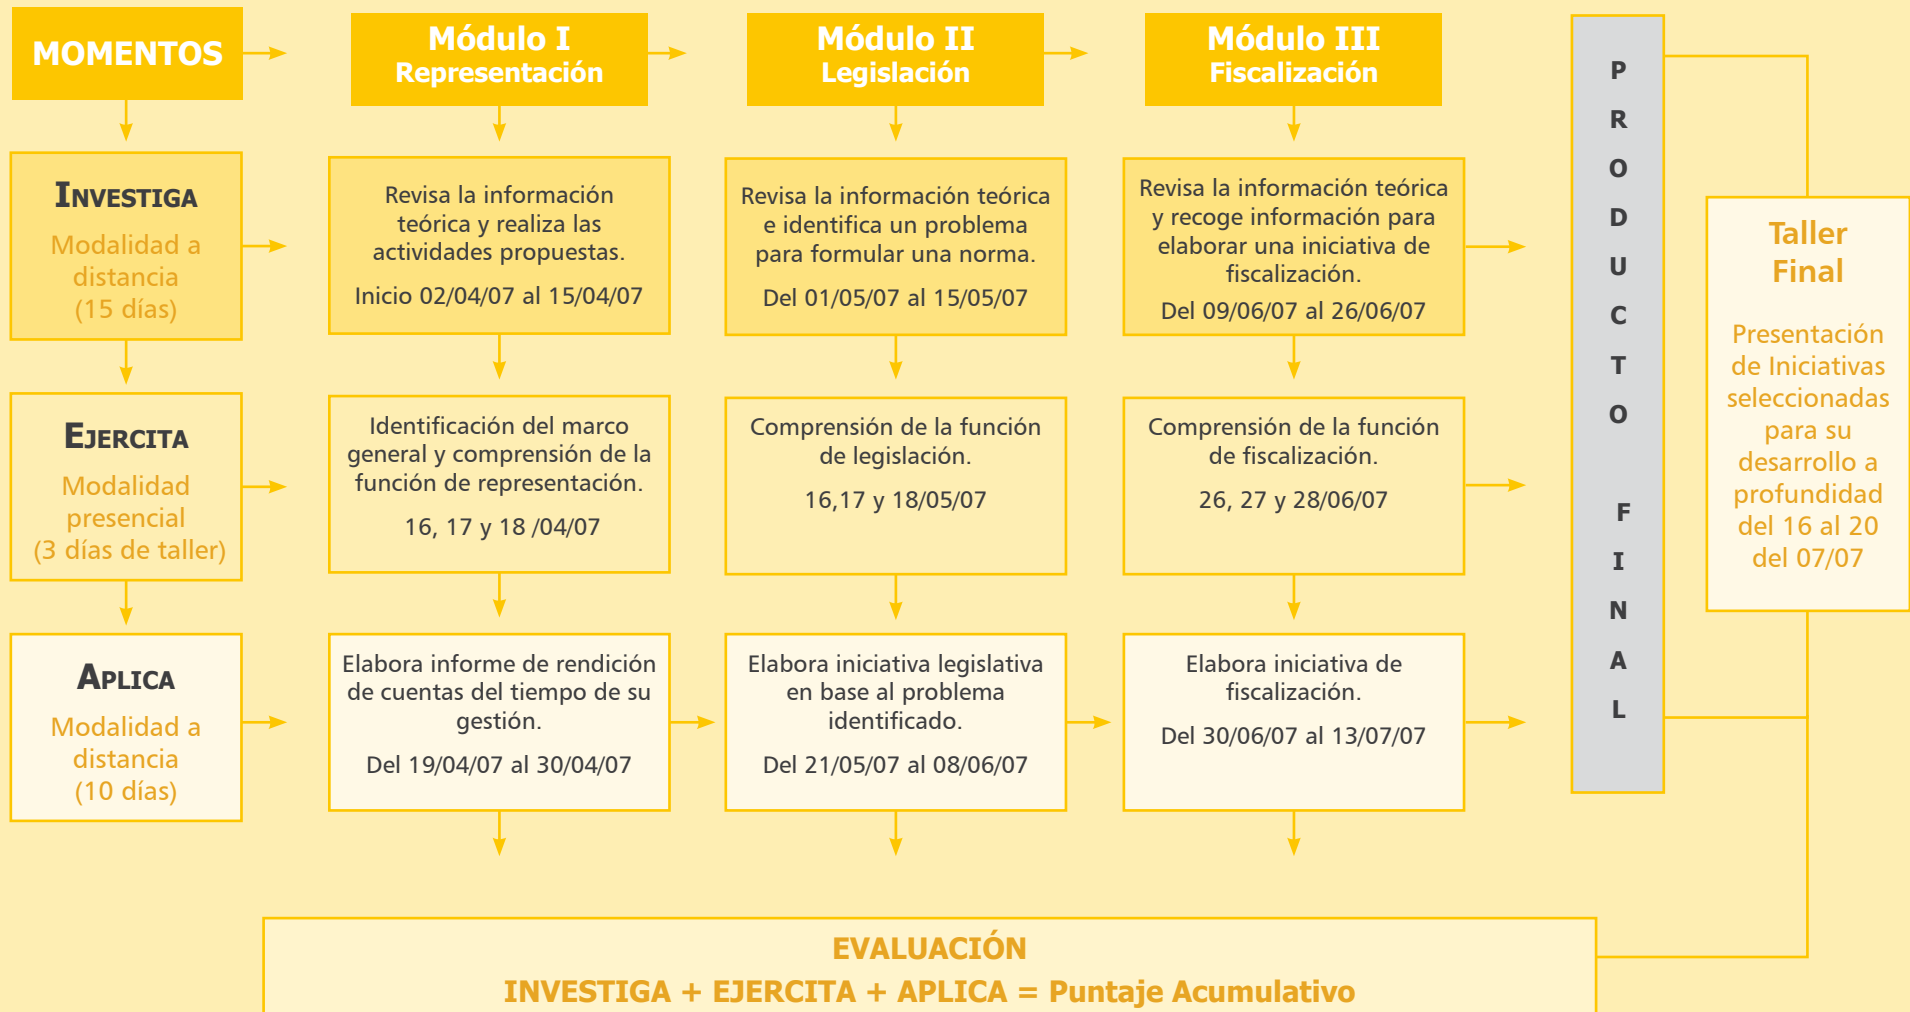 MOMENTOS
Módulo I
Representación
Módulo II
Legislación
Módulo III
Fiscalización
INVESTIGA
Modalidad a
distancia
(15 días)
Revisa la información
teórica y realiza las
actividades propuestas.
Inicio 02/04/07 al 15/04/07
Revisa la información teórica
e identifica un problema
para formular una norma.
Del 01/05/07 al 15/05/07
Revisa la información teórica
y recoge información para
elaborar una iniciativa de
fiscalización.
Del 09/06/07 al 26/06/07
EJERCITA
Modalidad
presencial
(3 días de taller)
Identificación del marco
general y comprensión de la
función de representación.
16, 17 y 18 /04/07
Comprensión de la función
de legislación.
16,17 y 18/05/07
Comprensión de la función
de fiscalización.
26, 27 y 28/06/07
APLICA
Modalidad a
distancia
(10 días)
Elabora informe de rendición
de cuentas del tiempo de su
gestión.
Del 19/04/07 al 30/04/07
Elabora iniciativa legislativa
en base al problema
identificado.
Del 21/05/07 al 08/06/07
Elabora iniciativa de
fiscalización.
Del 30/06/07 al 13/07/07
PRODUCTO FINAL
Taller
Final
Presentación
de Iniciativas
seleccionadas
para su
desarrollo a
profundidad
del 16 al 20
del 07/07
EVALUACIÓN
INVESTIGA + EJERCITA + APLICA = Puntaje Acumulativo